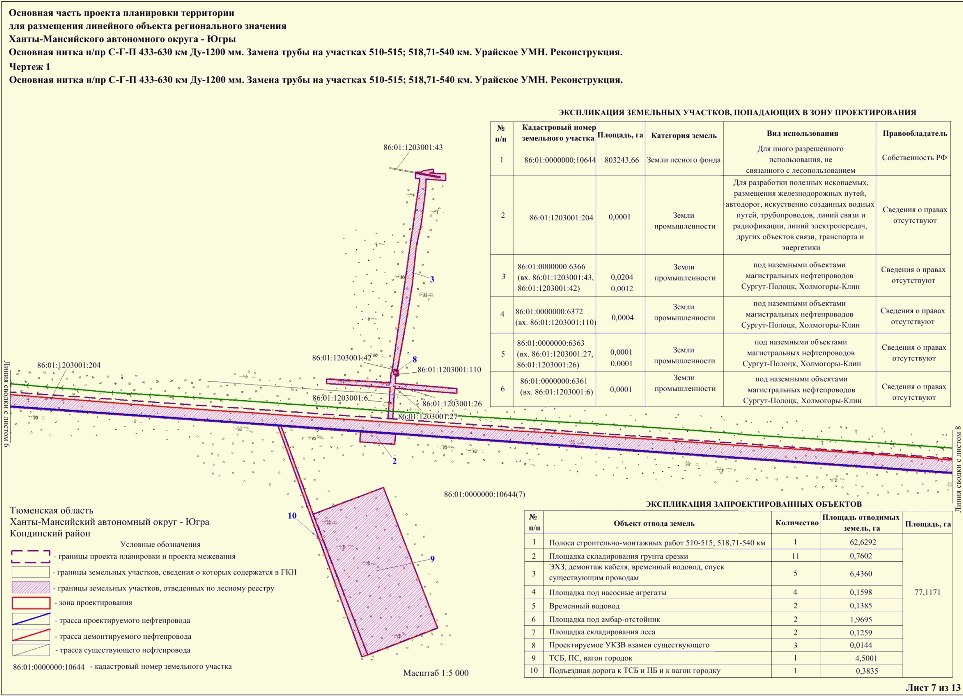 Основная часть проекта планировки территории
для размещения линейного объекта регионального значения
Ханты-Мансийского автономного округа - Югры
Основная нитка н/пр С-Г-П 433-630 км Ду-1200 мм. Замена трубы на участках 510-515; 518,71-540 км. Урайское УМН. Реконструкция.
Чертеж 1
Основная нитка н/пр С-Г-П 433-630 км Ду-1200 мм. Замена трубы на участках 510-515; 518,71-540 км. Урайское УМН. Реконструкция.
ЭКСПЛИКАЦИЯ ЗЕМЕЛЬНЫХ УЧАСТКОВ, ПОПАДАЮЩИХ В ЗОНУ ПРОЕКТИРОВАНИЯ
№ п/п Кадастровый номер земельного участка Площадь, га Категория земель Вид использования Правообладатель
1 86:01:0000000:10644 803243,66 Земли лесного фонда Для иного разрешенного
использования, не
связанного с лесопользованием Собственность РФ
2 86:01:1203001:204 0,0001 Земли
промышленности Для разработки полезных ископаемых,
размещения железнодорожных путей,
автодорог, искуственно созданных водных
путей, трубопроводов, линий связи и
радиофикации, линий электропередач,
других объектов связи, транспорта и
энергетики Сведения о правах
отсутствуют
3 86:01:0000000:6366
(вх. 86:01:1203001:43,
86:01:1203001:42) 0,0204
0,0012 Земли
промышленности под наземными объектами
магистральных нефтепроводов
Сургут-Полоцк, Холмогоры-Клин Сведения о правах
отсутствуют
4 86:01:0000000:6372
(вх. 86:01:1203001:110) 0,0004 Земли
промышленности под наземными объектами
магистральных нефтепроводов
Сургут-Полоцк, Холмогоры-Клин Сведения о правах
отсутствуют
5 86:01:0000000:6363
(вх. 86:01:1203001:27,
86:01:1203001:26) 0,0001
0,0001 Земли
промышленности под наземными объектами
магистральных нефтепроводов
Сургут-Полоцк, Холмогоры-Клин Сведения о правах
отсутствуют
6 86:01:0000000:6361
(вх. 86:01:1203001:6) 0,0001 Земли
промышленности под наземными объектами
магистральных нефтепроводов
Сургут-Полоцк, Холмогоры-Клин Сведения о правах
отсутствуют
86:01:1203001:43
3
86:01:1203001:42
8
86:01:1203001:110
86:01:1203001:204
86:01:1203001:6
86:01:1203001:26
86:01:1203001:27
Линия сводки с листом 6
Линия сводки с листом 8
2
86:01:0000000:10644(7)
10
9
Тюменская область
Ханты-Мансийский автономный округ - Югра
Кондинский район
Условные обозначения
- границы проекта планировки и проекта межевания
- границы земельных участков, сведения о которых содержатся в ГКН
- границы земельных участков, отведенных по лесному реестру
- зона проектирования
- трасса проектируемого нефтепровода
- трасса демонтируемого нефтепровода
- трасса существующего нефтепровода
86:01:0000000:10644 - кадастровый номер земельного участка
Масштаб 1:5 000
ЭКСПЛИКАЦИЯ ЗАПРОЕКТИРОВАННЫХ ОБЪЕКТОВ
№ п/п Объект отвода земель Количество Площадь отводимых земель, га Площадь, га
1 Полоса строительно-монтажных работ 510-515; 518,71-540 км 1 62,6292
2 Площадка складирования грунта срезки 11 0,7602
3 ЭХЗ, демонтаж кабеля, временный водовод, спуск
существующим проводам 5 6,4360
4 Площадка под насосные агрегаты 4 0,1598
5 Временный водовод 2 0,1385
6 Площадка под амбар-отстойник 2 1,9695
7 Площадка складирования леса 2 0,1259
8 Проектируемое УКЗВ взамен существующего 3 0,0144
9 ТСБ, ПС, вагон городок 1 4,5001
10 Подъездная дорога к ТСБ и ПБ и к вагон городку 1 0,3835
77,1171
Лист 7 из 13